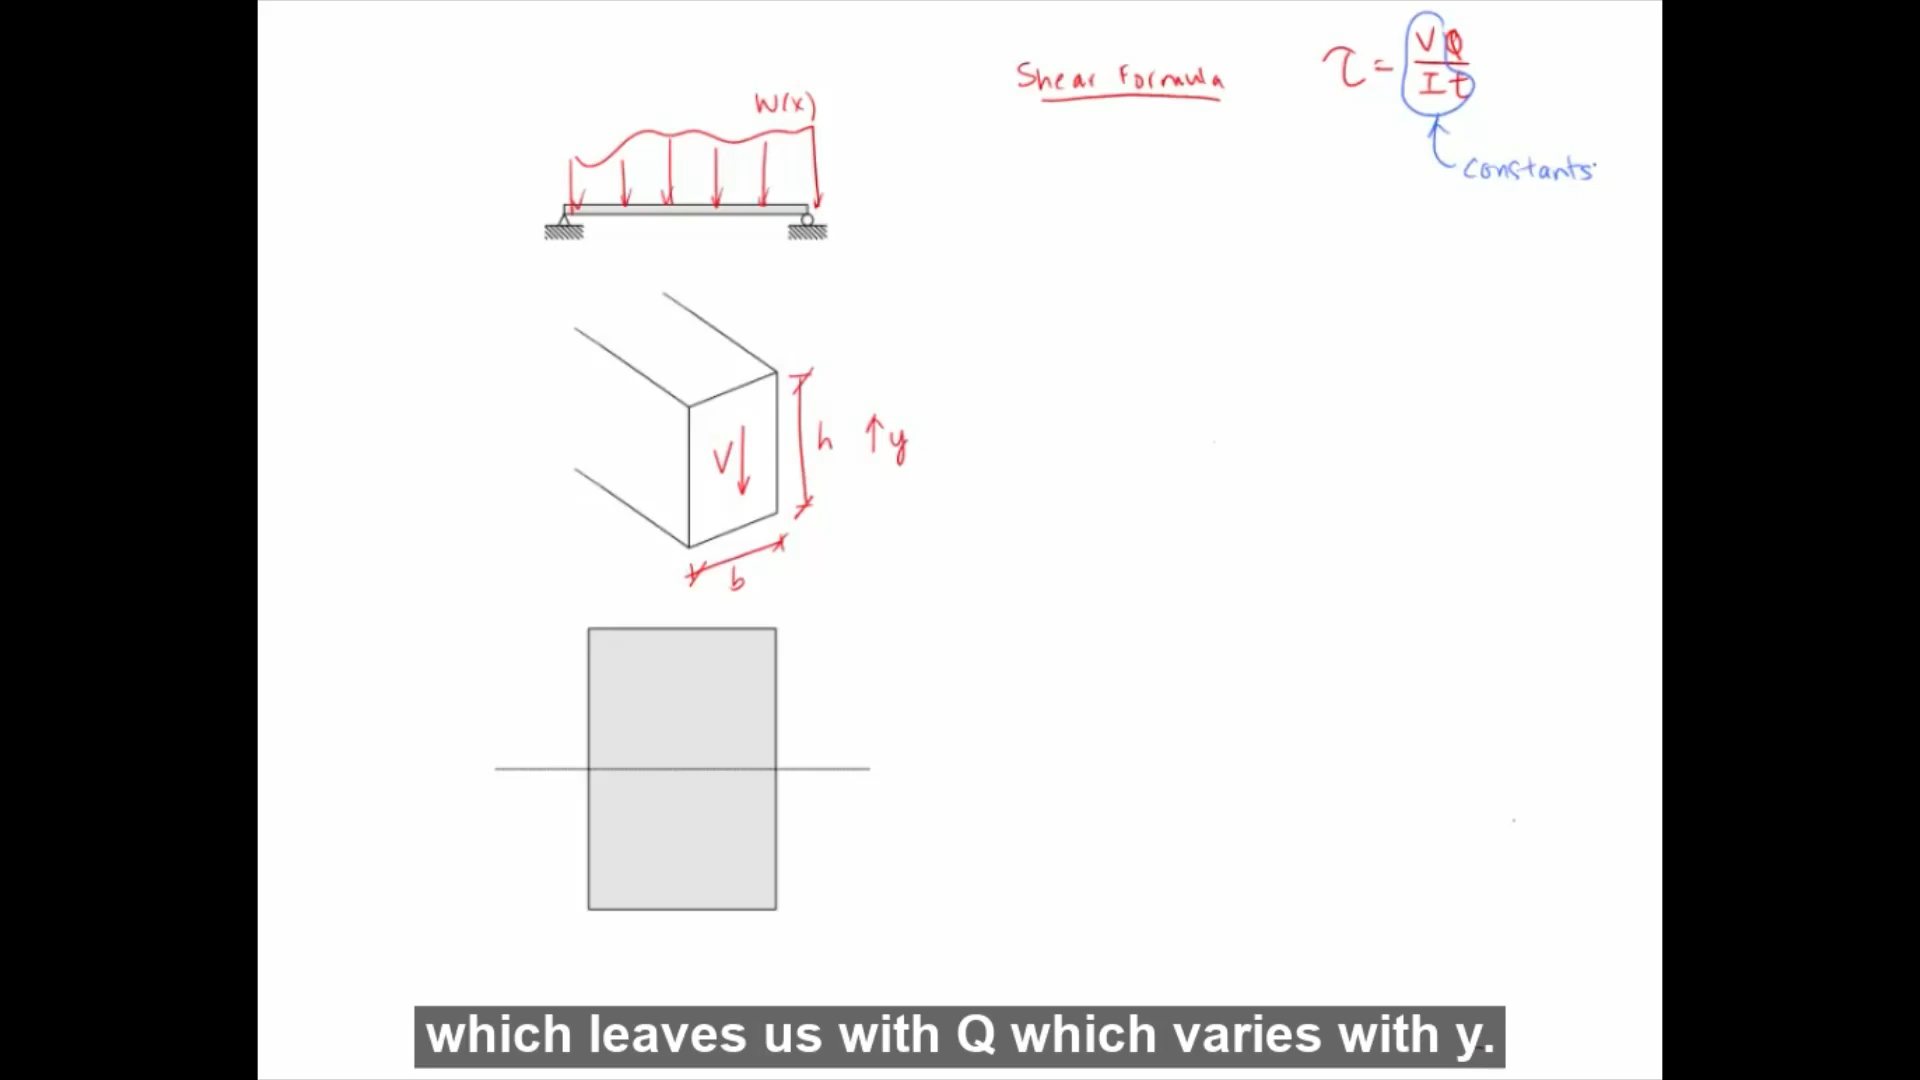 Shear Formula
τ = VQ / It
constants
W(x)
V
h
↑y
b
which leaves us with Q which varies with y.